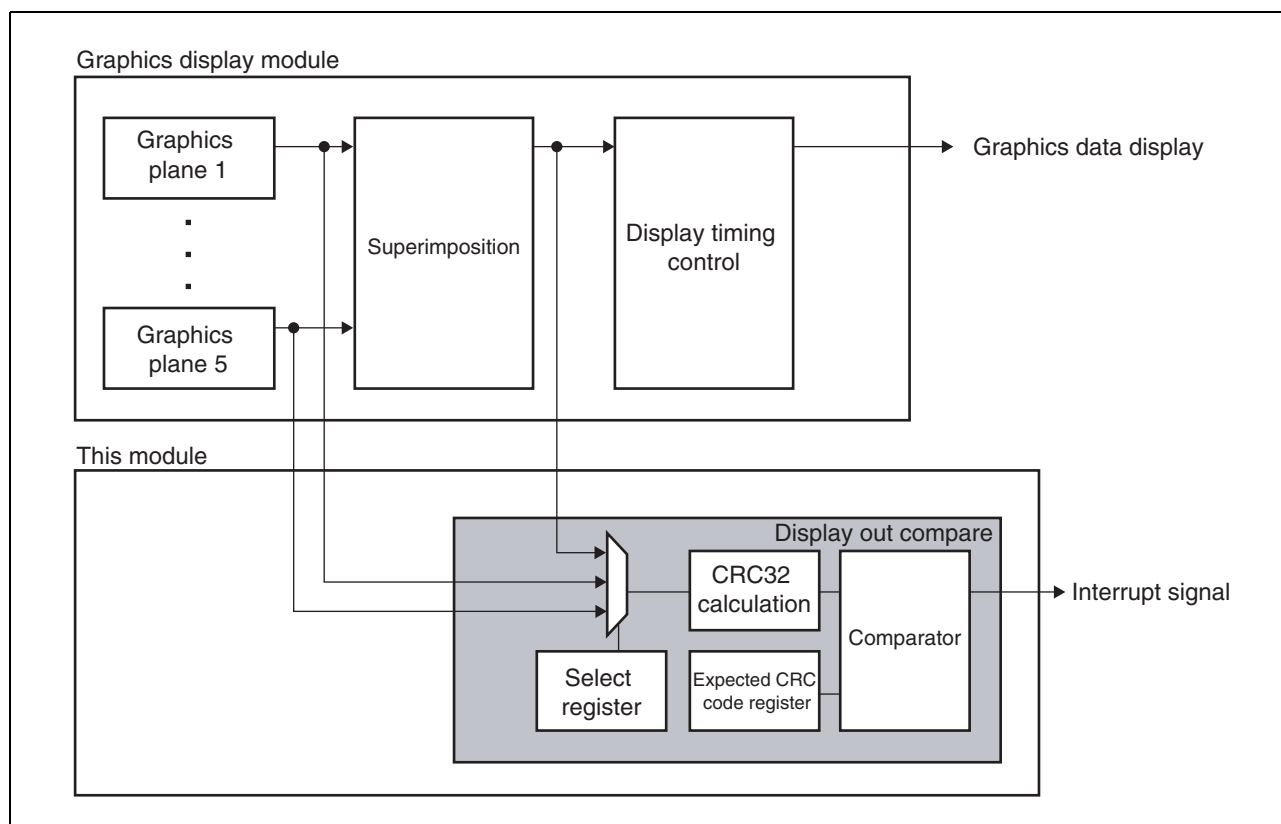 Graphics display module
Graphics
plane 1
Graphics
plane 5
Superimposition
Display timing
control
Graphics data display
This module
Display out compare
CRC32
calculation
Select
register
Expected CRC
code register
Comparator
Interrupt signal